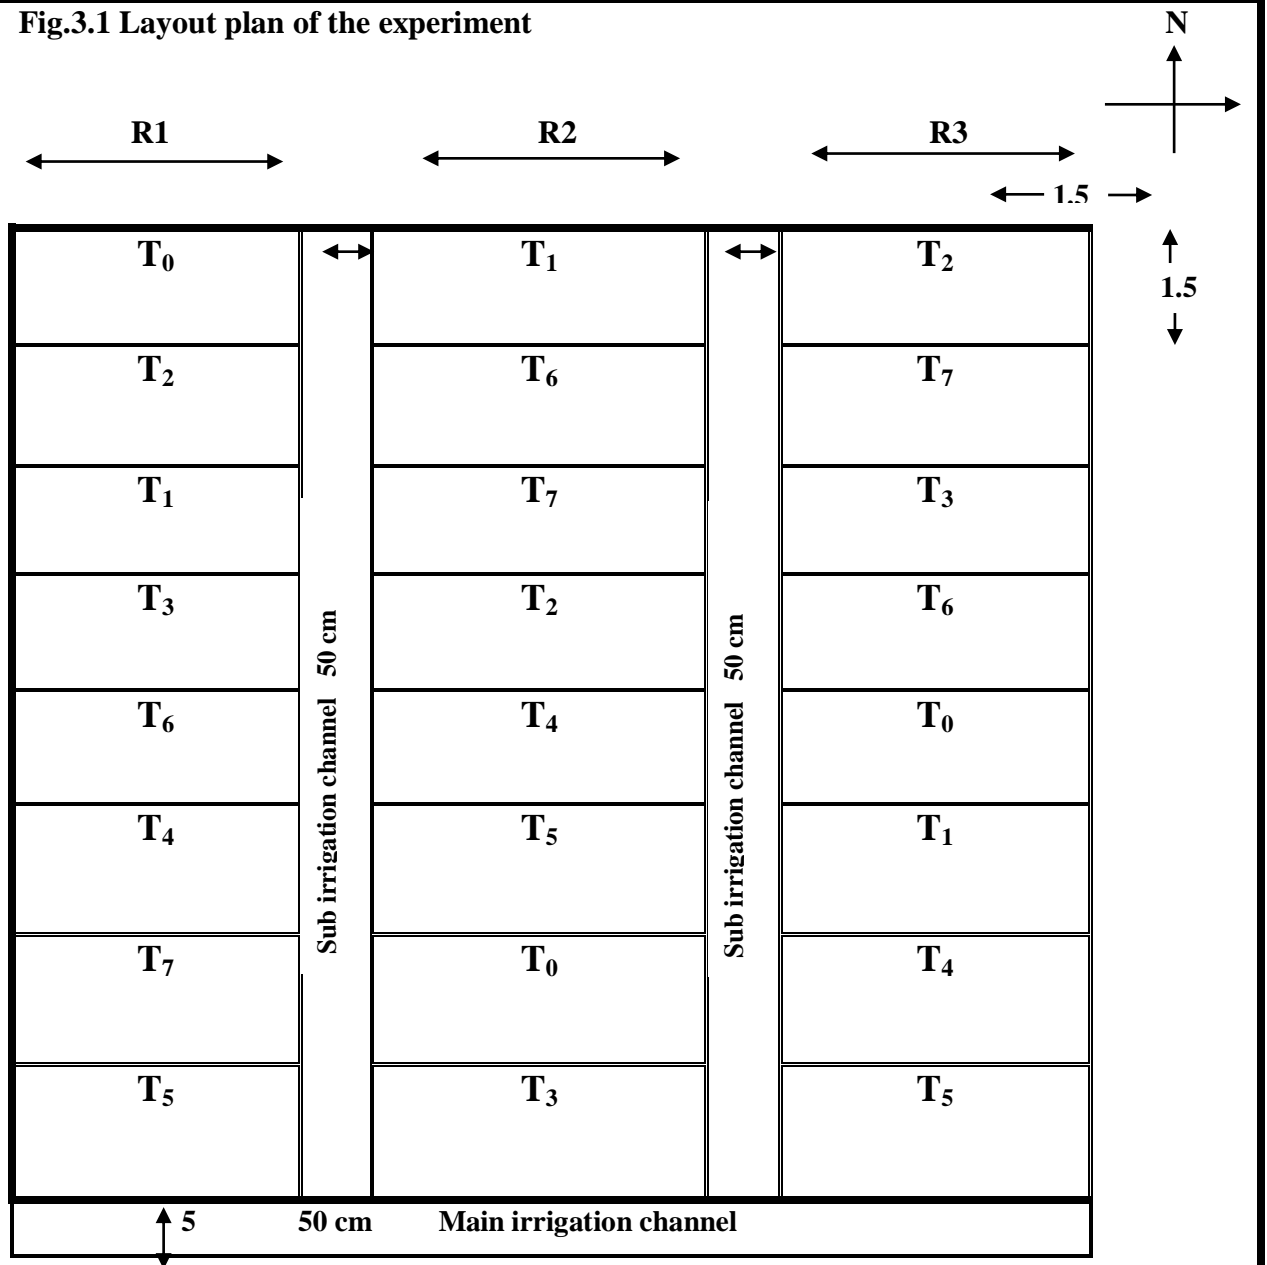 Fig.3.1 Layout plan of the experiment
N
R1 R2 R3
1.5
T0 T1 T2
1.5
T2 T6 T7
T1 T7 T3
T3 T2 T6
T6 T4 T0
T4 T5 T1
T7 T0 T4
T5 T3 T5
Sub irrigation channel 50 cm
Sub irrigation channel 50 cm
5 50 cm Main irrigation channel